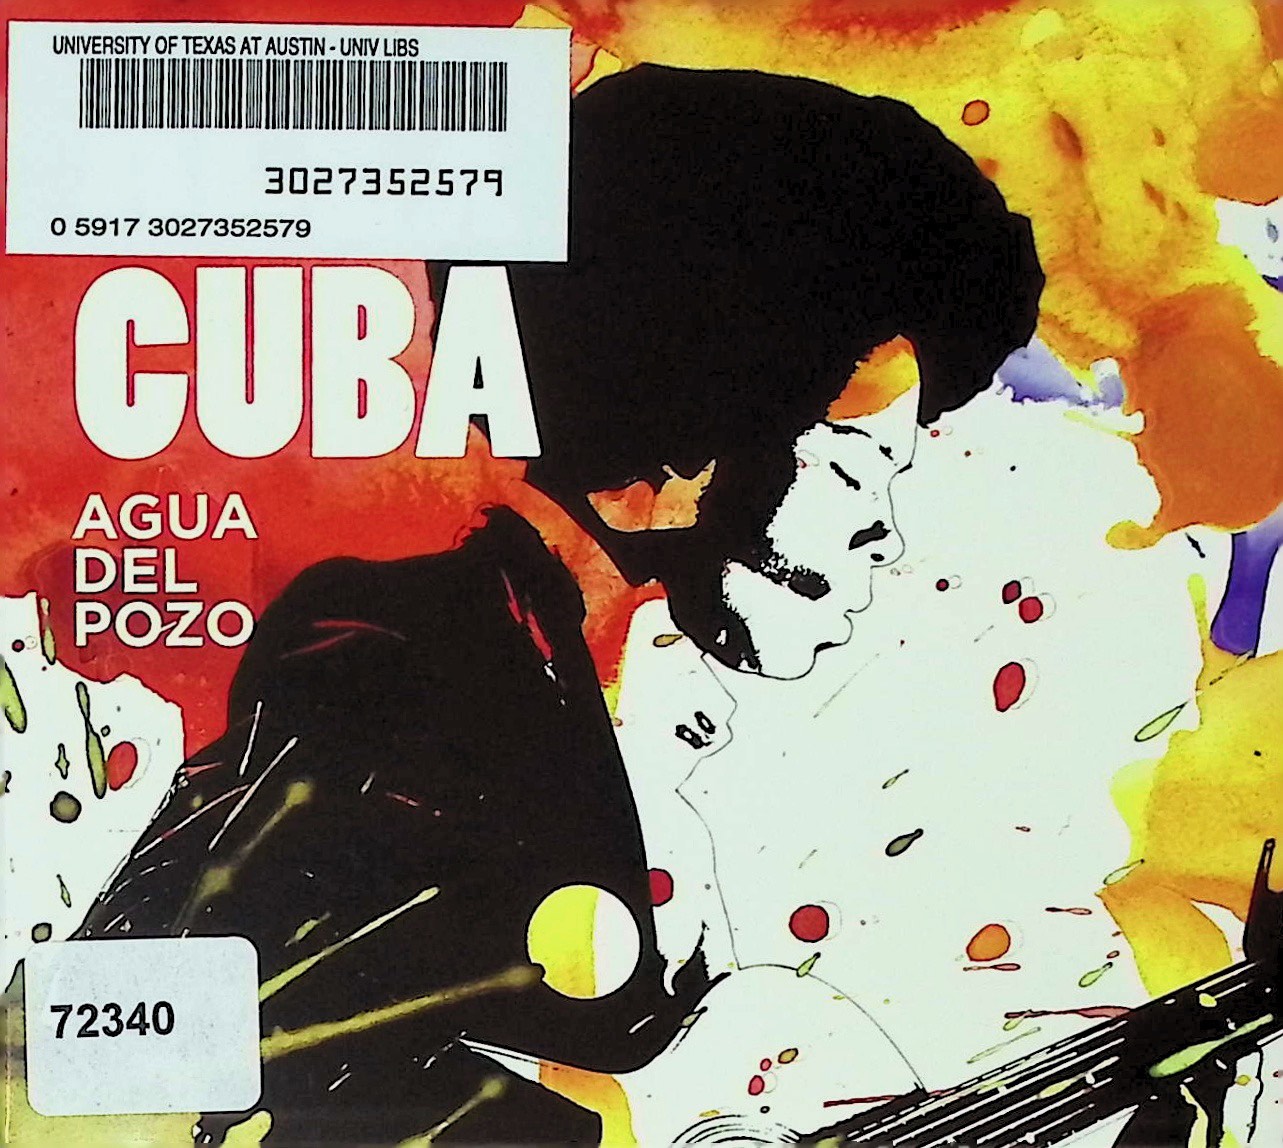 UNIVERSITY OF TEXAS AT AUSTIN - UNIV LIBS
3027352579
0 5917 3027352579
CUBA
AGUA
DEL
POZO
72340